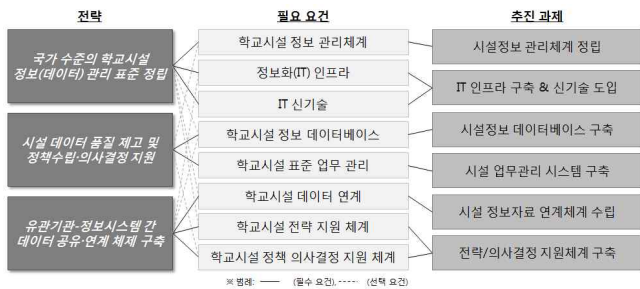 전략
필요 요건
추진 과제
국가 수준의 학교시설
정보(데이터) 관리 표준 정립
시설 데이터 품질 제고 및
정책수립·의사결정 지원
유관기관·정보시스템 간
데이터 공유·연계 체제 구축
학교시설 정보 관리체계
정보화(IT) 인프라
IT 신기술
학교시설 정보 데이터베이스
학교시설 표준 업무 관리
학교시설 데이터 연계
학교시설 전략 지원 체계
학교시설 정책 의사결정 지원 체계
시설정보 관리체계 정립
IT 인프라 구축 & 신기술 도입
시설정보 데이터베이스 구축
시설 업무관리 시스템 구축
시설 정보자료 연계체계 수립
전략/의사결정 지원체계 구축
※ 범례: —— (필수 요건), ----- (선택 요건)